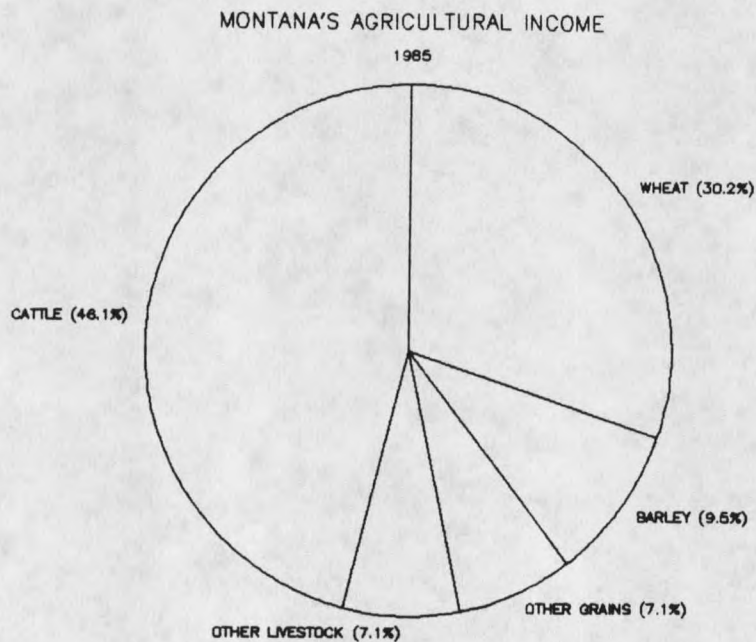 MONTANA'S AGRICULTURAL INCOME
1985
WHEAT (30.2%)
CATTLE (46.1%)
BARLEY (9.5%)
OTHER GRAINS (7.1%)
OTHER LIVESTOCK (7.1%)